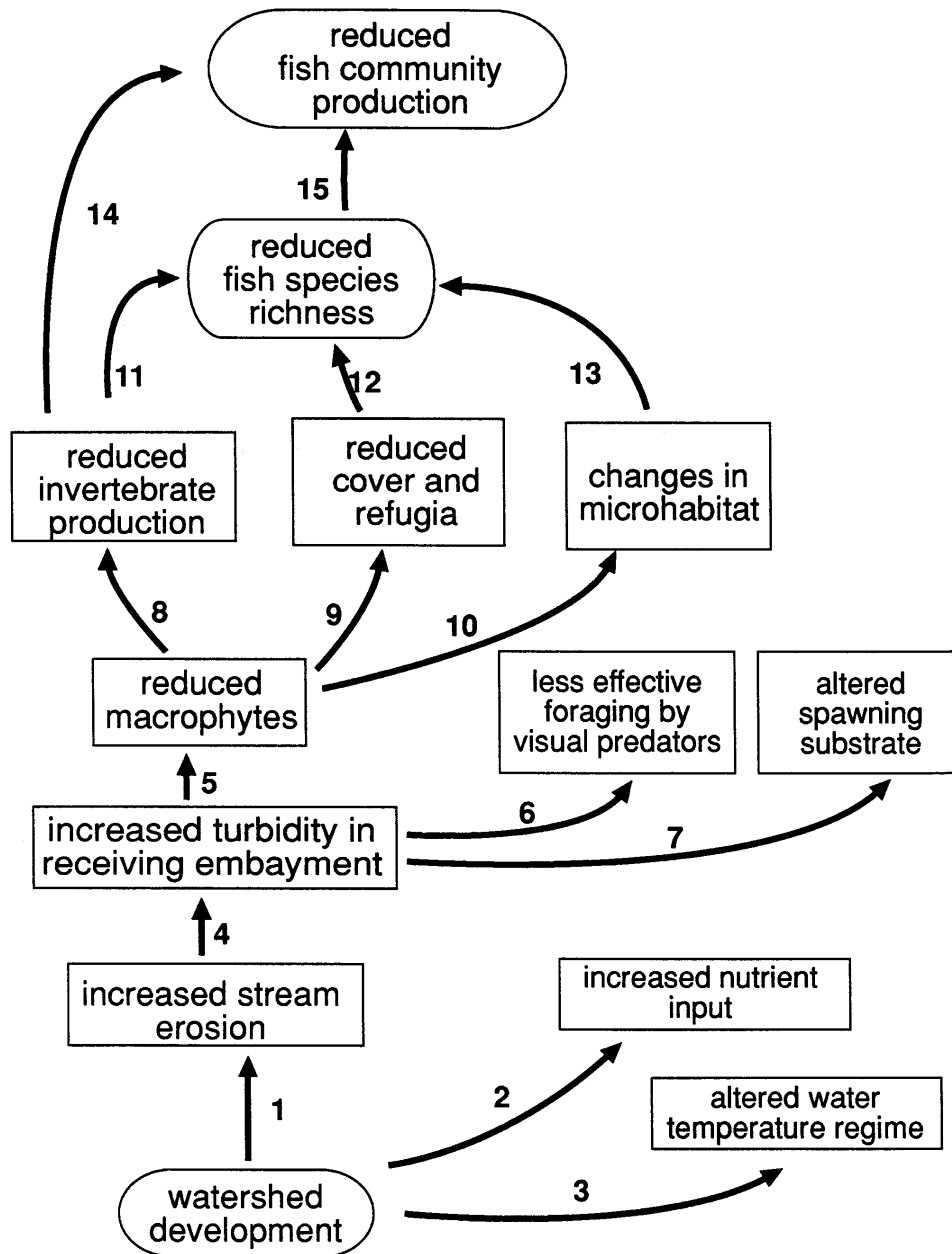 reduced
fish community
production
15
14
reduced
fish species
richness
11
12
13
reduced
invertebrate
production
reduced
cover and
refugia
changes in
microhabitat
8
9
10
reduced
macrophytes
less effective
foraging by
visual predators
altered
spawning
substrate
5
6
7
increased turbidity in
receiving embayment
4
increased stream
erosion
increased nutrient
input
1
2
altered water
temperature regime
3
watershed
development